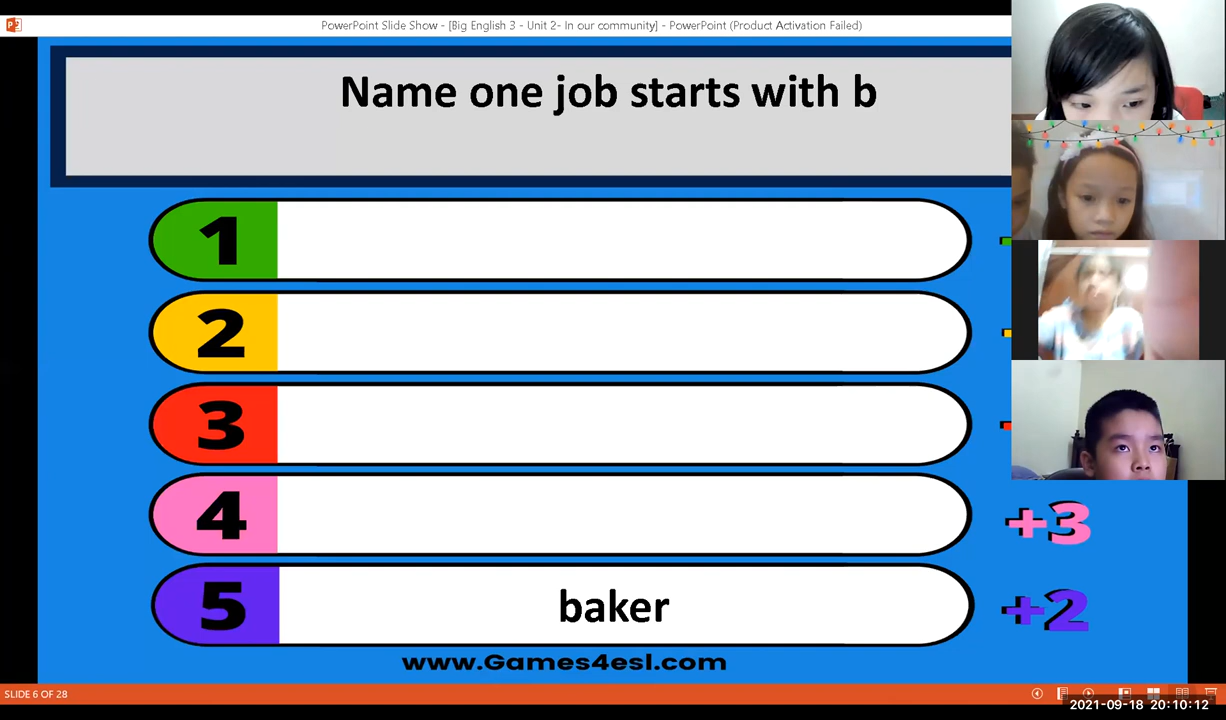 PowerPoint Slide Show - [Big English 3 - Unit 2- In our community] - PowerPoint (Product Activation Failed)
Name one job starts with b
1
2
3
4
+3
5
baker
+2
www.Games4esl.com
SLIDE 6 OF 28
2021-09-18 20:10:12